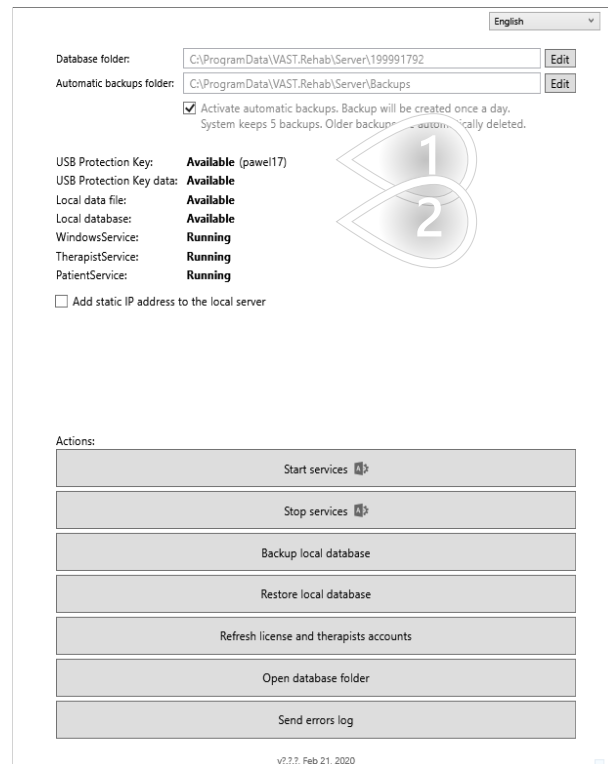 English
Database folder: C:\ProgramData\VAST.Rehab\Server\199991792 Edit
Automatic backups folder: C:\ProgramData\VAST.Rehab\Server\Backups Edit
Activate automatic backups. Backup will be created once a day.
System keeps 5 backups. Older backups automatically deleted.
1
USB Protection Key: Available (pawel17)
USB Protection Key data: Available
Local data file: Available
2
Local database: Available
WindowsService: Running
TherapistService: Running
PatientService: Running
Add static IP address to the local server
Actions:
Start services
Stop services
Backup local database
Restore local database
Refresh license and therapists accounts
Open database folder
Send errors log
v?.?.?. Feb 21, 2020